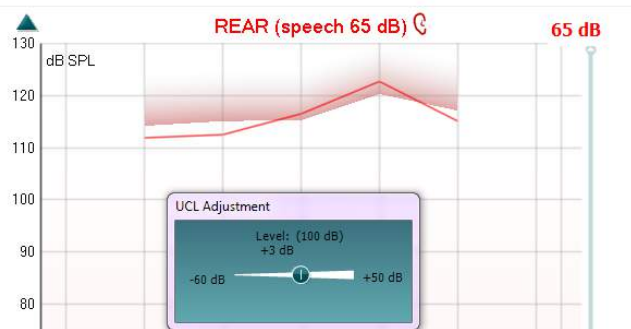 REAR (speech 65 dB)
65 dB
130
dB SPL
120
110
100
90
80
UCL Adjustment
Level: (100 dB)
+3 dB
-60 dB
+50 dB